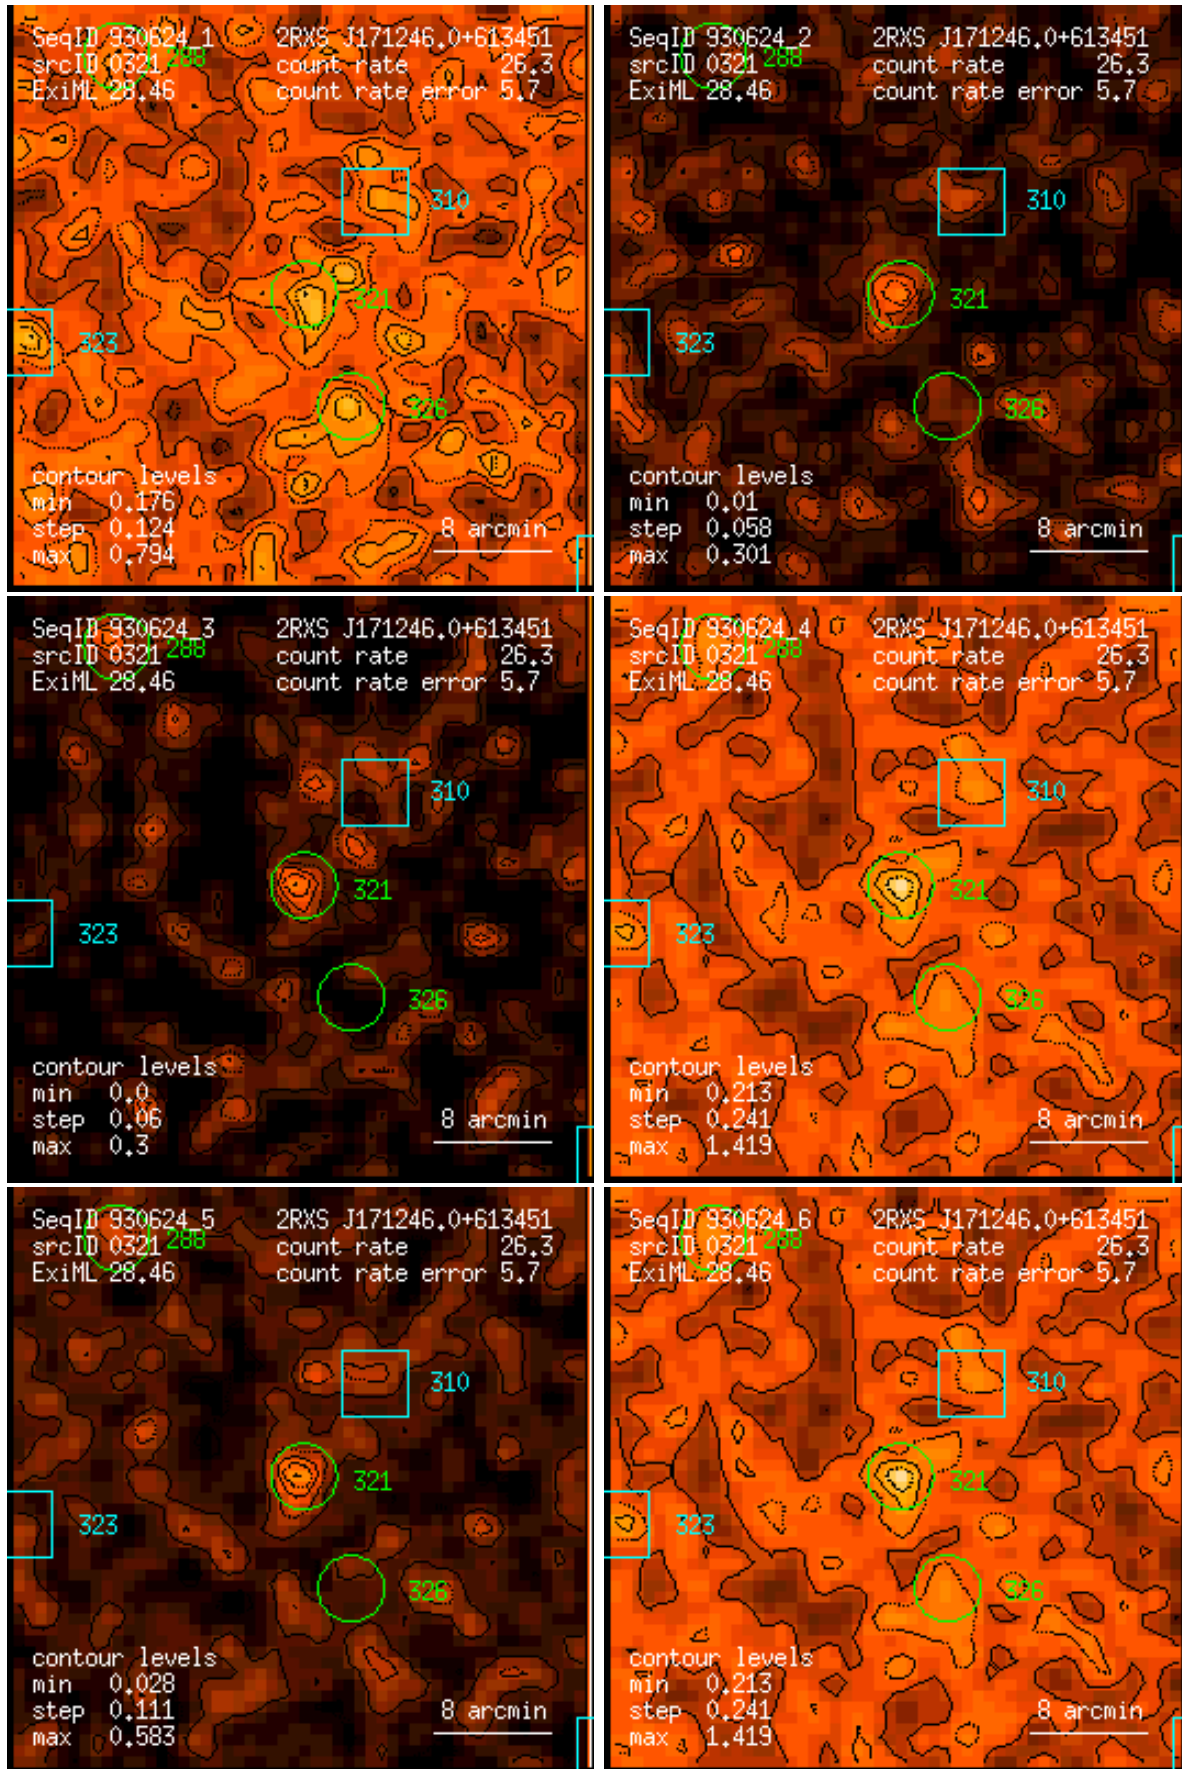 SeqID 930624_1 2RXS J171246.0+613451
srcID 0321 288 count rate 26.3
ExiML 28.46 count rate error 5.7
310
321
323
326
contour levels
min 0.176
step 0.124 8 arcmin
max 0.794
SeqID 930624_2 2RXS J171246.0+613451
srcID 0321 288 count rate 26.3
ExiML 28.46 count rate error 5.7
310
321
323
326
contour levels
min 0.01
step 0.058 8 arcmin
max 0.301
SeqID 930624_3 2RXS J171246.0+613451
srcID 0321 288 count rate 26.3
ExiML 28.46 count rate error 5.7
310
321
323
326
contour levels
min 0.0
step 0.06 8 arcmin
max 0.3
SeqID 930624_4 2RXS J171246.0+613451
srcID 0321 288 count rate 26.3
ExiML 28.46 count rate error 5.7
310
321
323
326
contour levels
min 0.213
step 0.241 8 arcmin
max 1.419
SeqID 930624_5 2RXS J171246.0+613451
srcID 0321 288 count rate 26.3
ExiML 28.46 count rate error 5.7
310
321
323
326
contour levels
min 0.028
step 0.111 8 arcmin
max 0.583
SeqID 930624_6 2RXS J171246.0+613451
srcID 0321 288 count rate 26.3
ExiML 28.46 count rate error 5.7
310
321
323
326
contour levels
min 0.213
step 0.241 8 arcmin
max 1.419